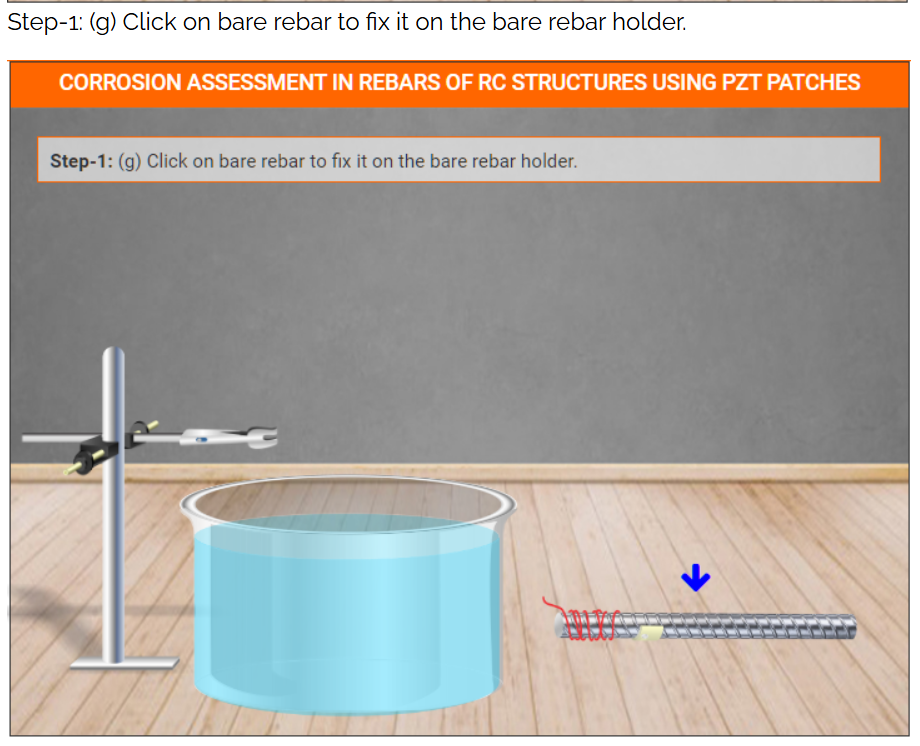 Step-1: (g) Click on bare rebar to fix it on the bare rebar holder.
CORROSION ASSESSMENT IN REBARS OF RC STRUCTURES USING PZT PATCHES
Step-1: (g) Click on bare rebar to fix it on the bare rebar holder.